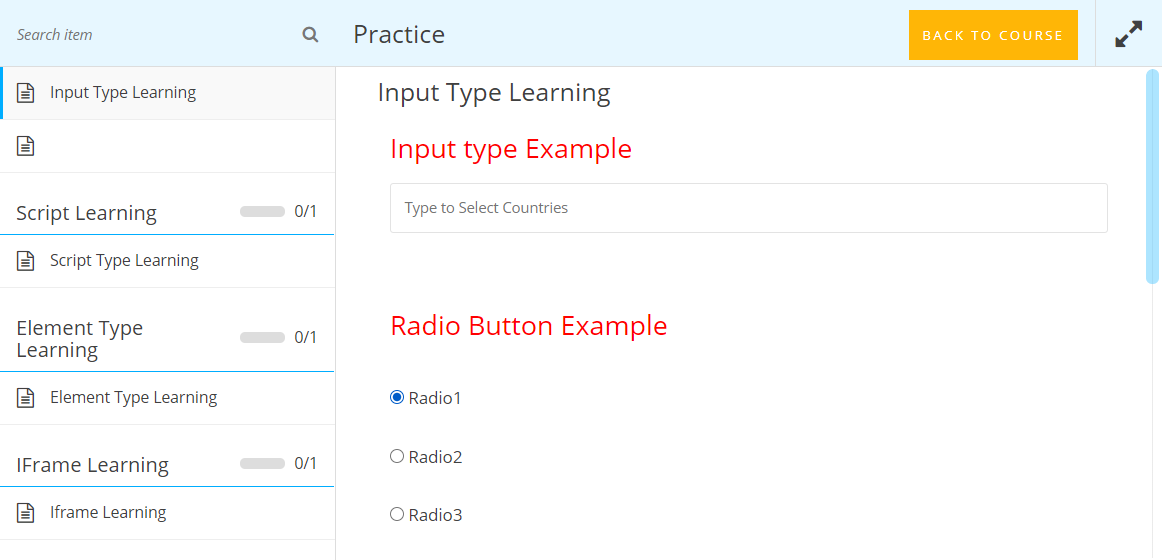 Search item
Practice
BACK TO COURSE
Input Type Learning
Script Learning
0/1
Script Type Learning
Element Type
Learning
0/1
Element Type Learning
IFrame Learning
0/1
Iframe Learning
Input Type Learning
Input type Example
Type to Select Countries
Radio Button Example
Radio1
Radio2
Radio3